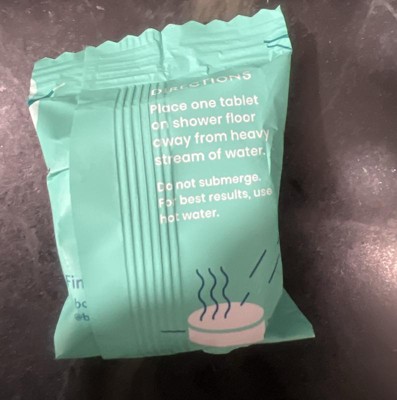 DIRECTIONS
Place one tablet
on shower floor
away from heavy
stream of water.
Do not submerge.
For best results, use
hot water.